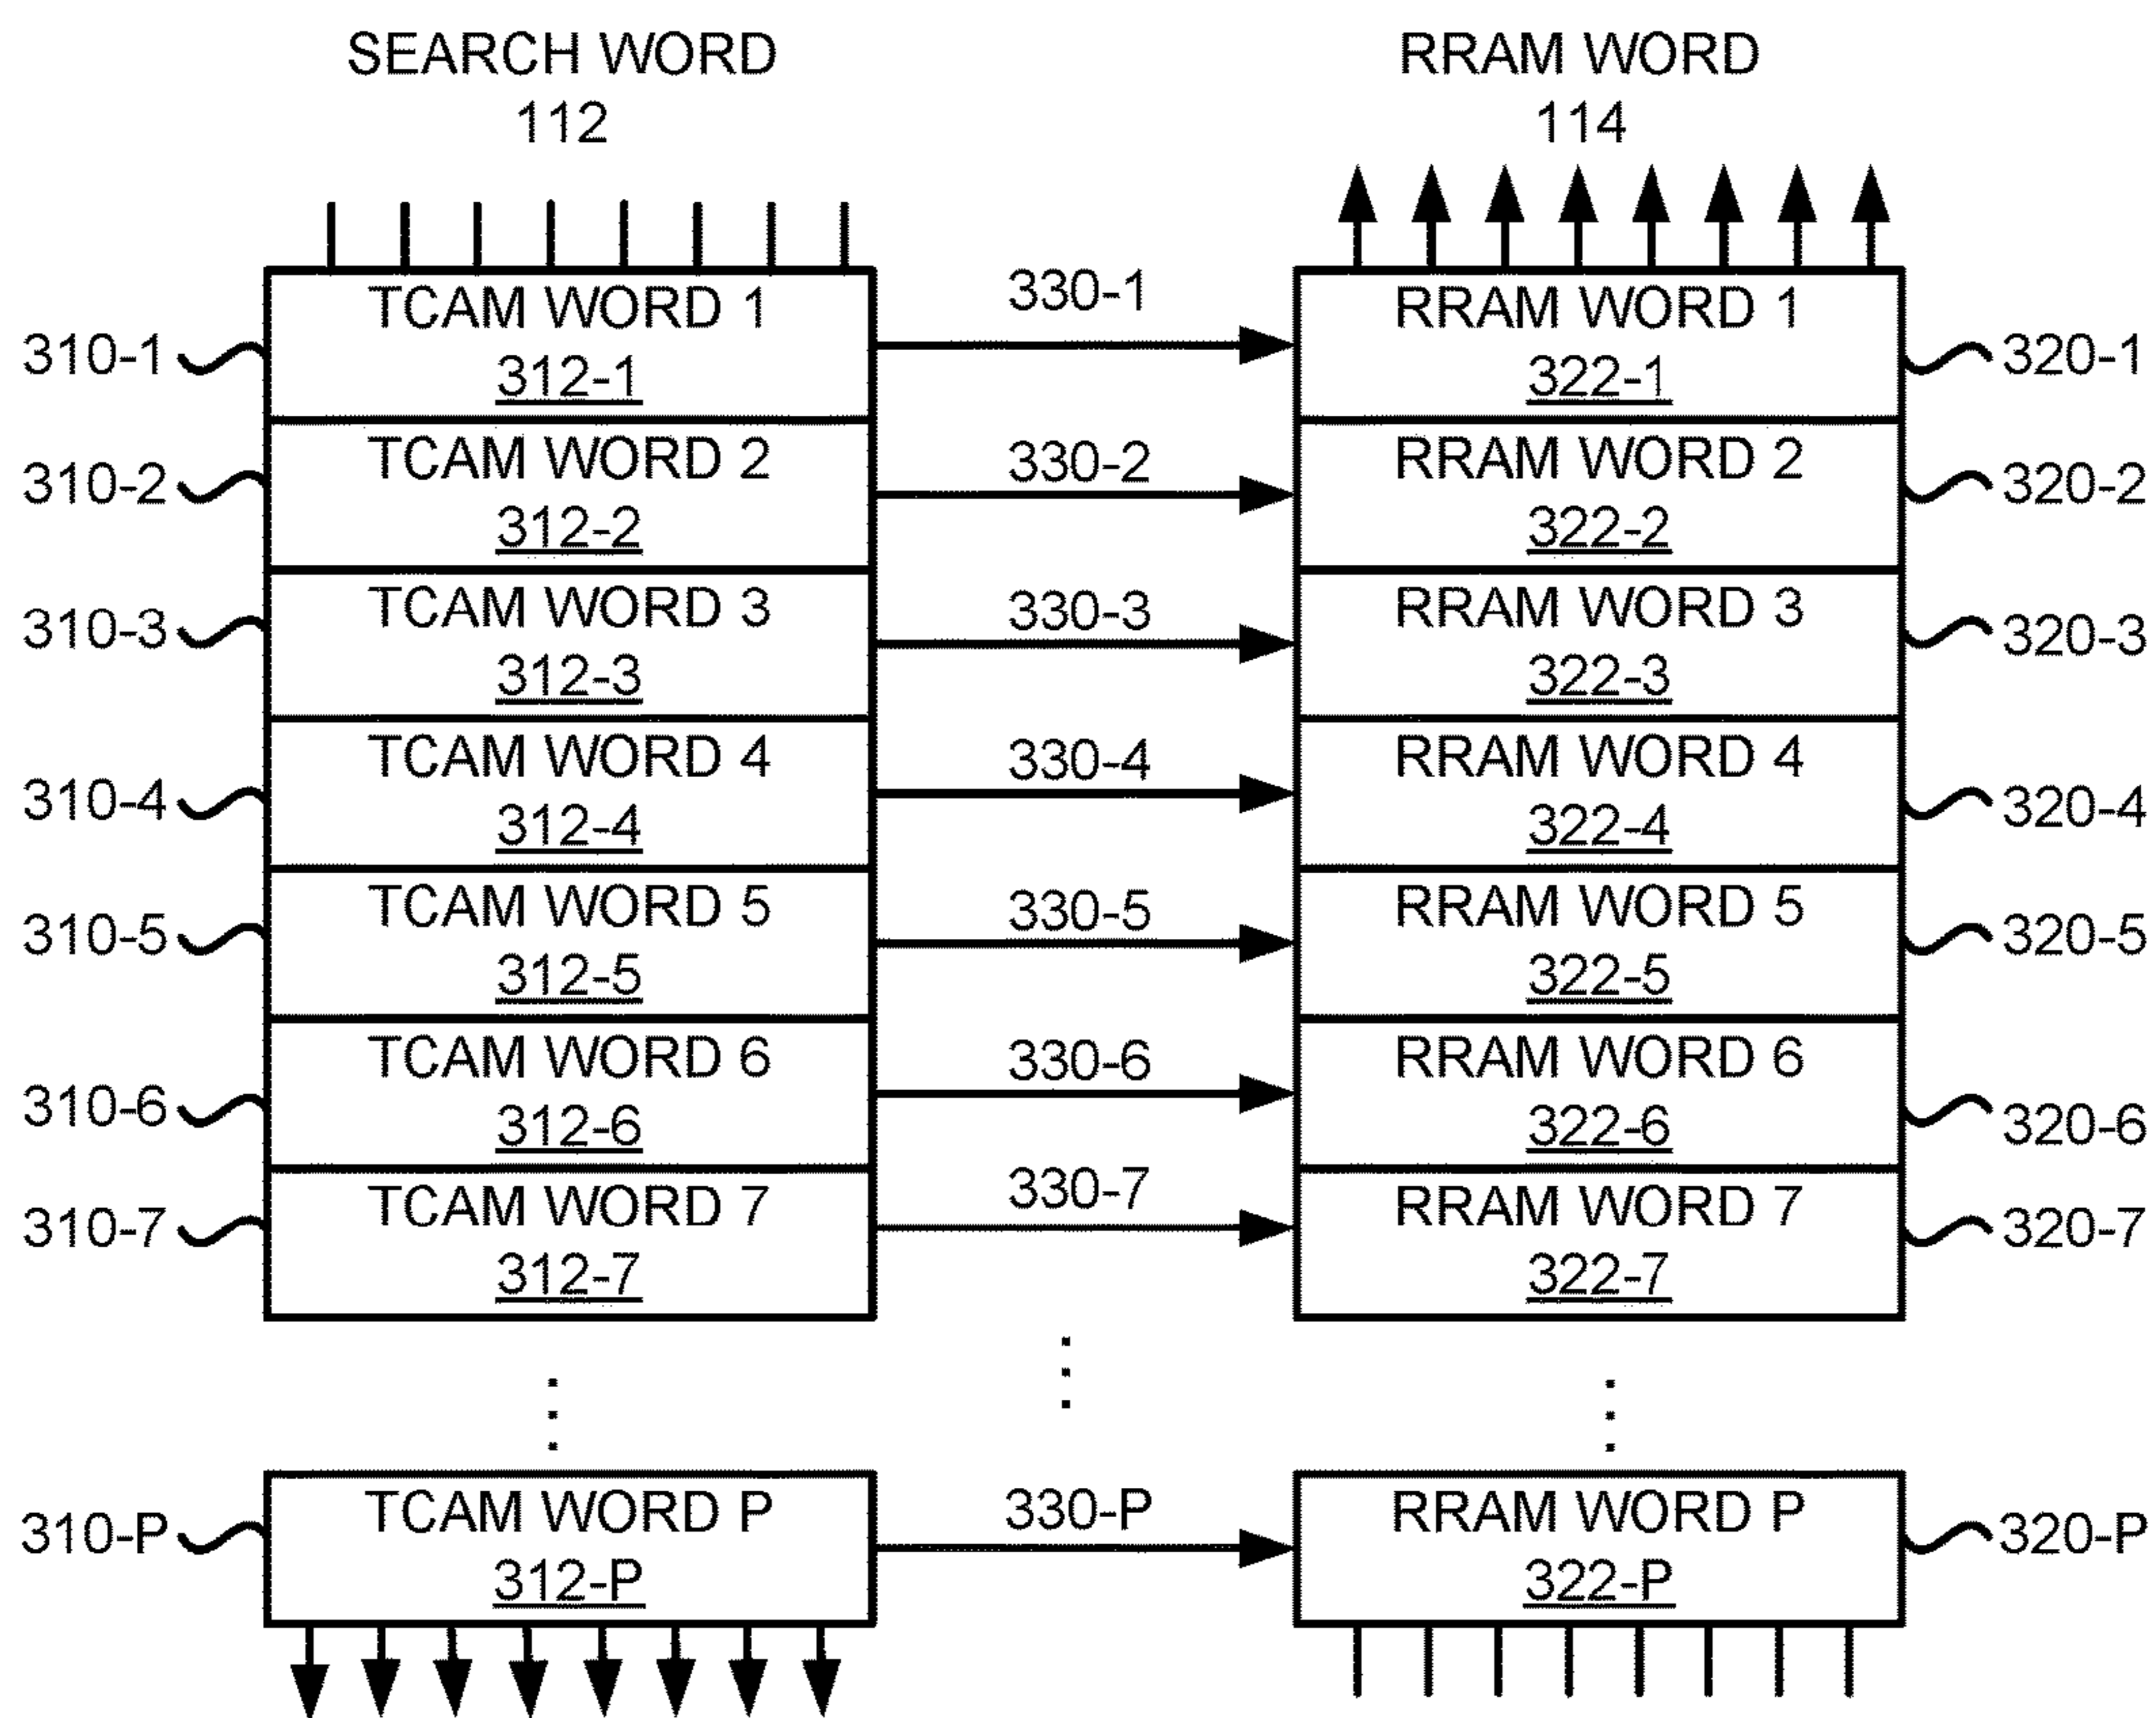 SEARCH WORD
112
RRAM WORD
114
310-1
TCAM WORD 1
312-1
330-1
RRAM WORD 1
322-1
320-1
310-2
TCAM WORD 2
312-2
330-2
RRAM WORD 2
322-2
320-2
310-3
TCAM WORD 3
312-3
330-3
RRAM WORD 3
322-3
320-3
310-4
TCAM WORD 4
312-4
330-4
RRAM WORD 4
322-4
320-4
310-5
TCAM WORD 5
312-5
330-5
RRAM WORD 5
322-5
320-5
310-6
TCAM WORD 6
312-6
330-6
RRAM WORD 6
322-6
320-6
310-7
TCAM WORD 7
312-7
330-7
RRAM WORD 7
322-7
320-7
310-P
TCAM WORD P
312-P
330-P
RRAM WORD P
322-P
320-P